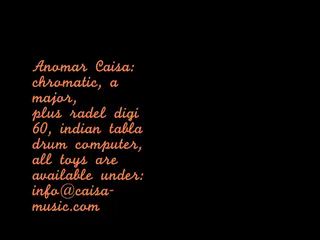 Anomar Caisa:
chromatic, a
major,
plus radel digi
60, indian tabla
drum computer,
all toys are
available under:
info@caisa-
music.com